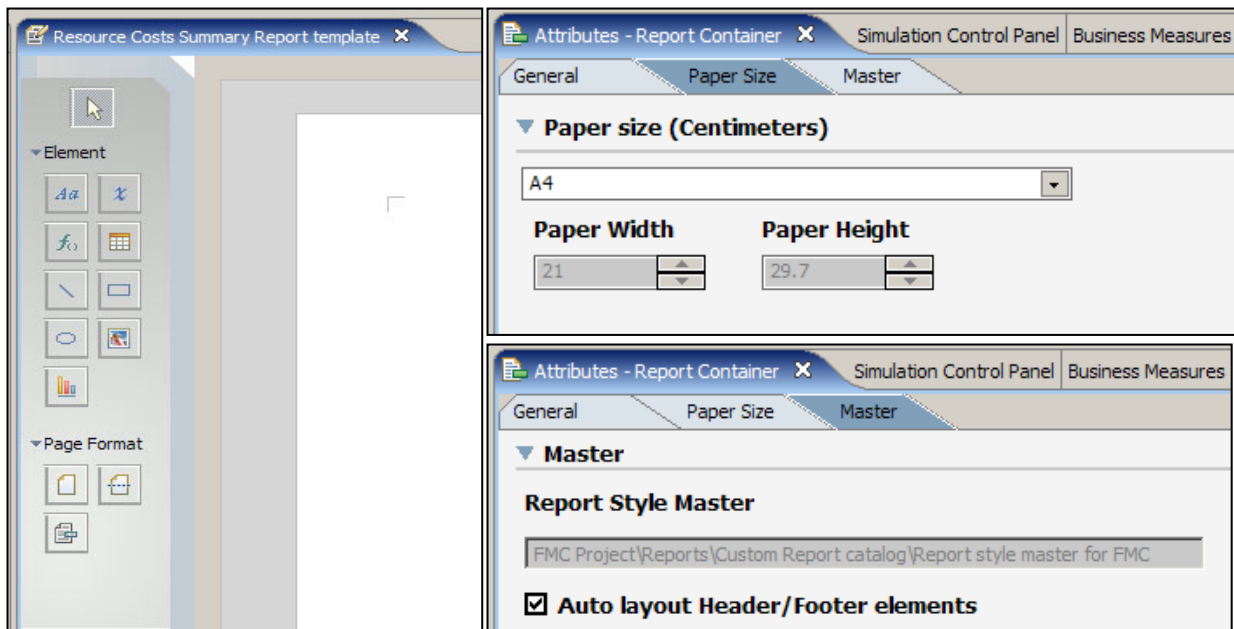 Resource Costs Summary Report template
Element
Aa
x
f()
Page Format
Attributes - Report Container
Simulation Control Panel
Business Measures
General
Paper Size
Master
Paper size (Centimeters)
A4
Paper Width
Paper Height
21
29.7
Attributes - Report Container
Simulation Control Panel
Business Measures
General
Paper Size
Master
Master
Report Style Master
FMC Project\Reports\Custom Report catalog\Report style master for FMC
Auto layout Header/Footer elements